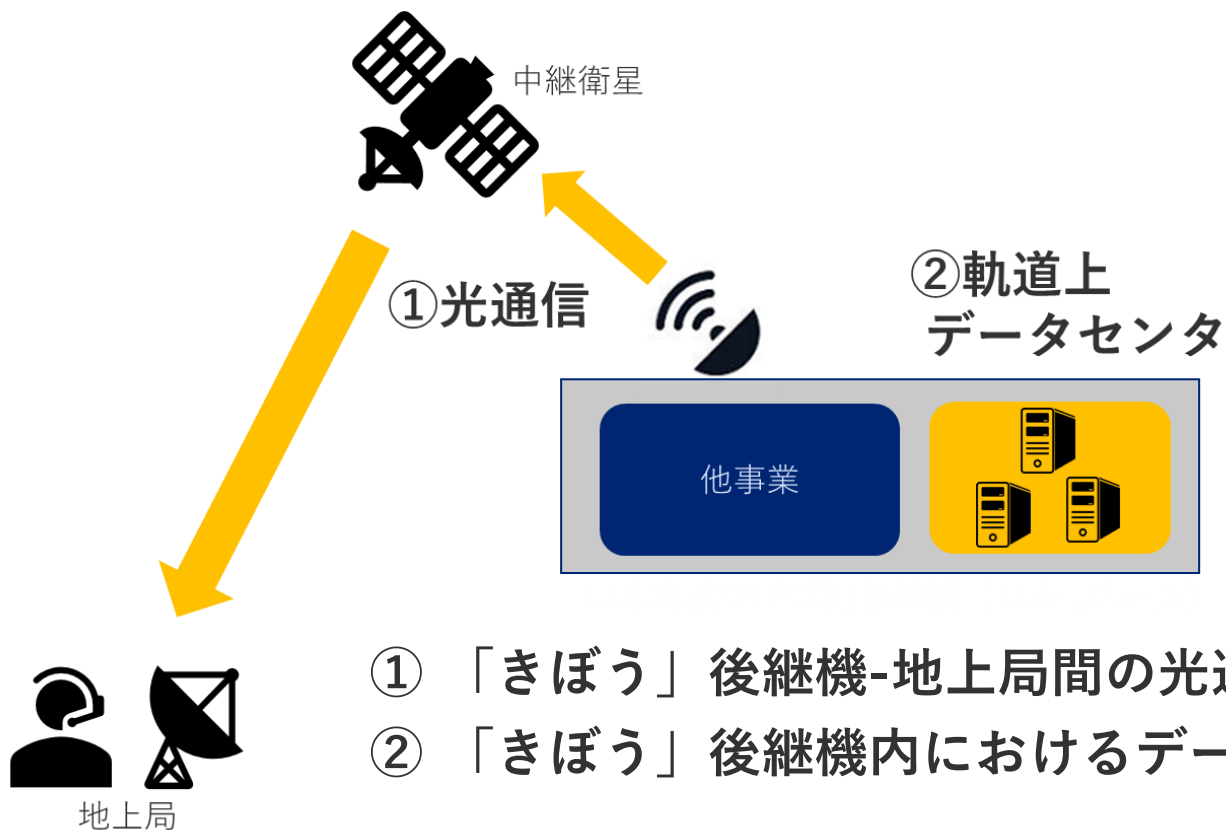 中継衛星
①光通信
②軌道上
データセンタ
他事業
① 「きぼう」後継機-地上局間の光
② 「きぼう」後継機内におけるデー
地上局